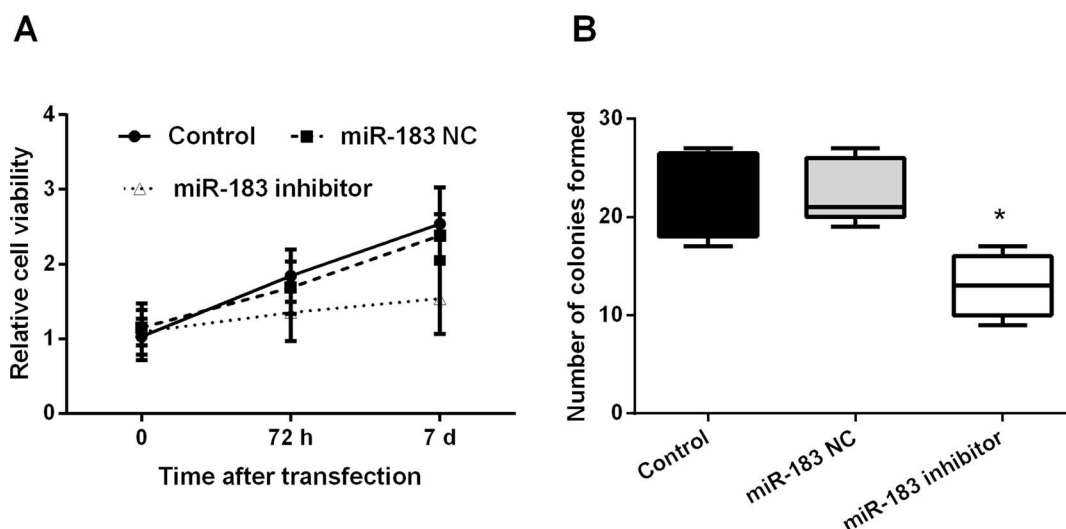 A
Relative cell viability
4
3
2
1
0
Control
miR-183 NC
miR-183 inhibitor
0
72 h
7 d
Time after transfection
B
Number of colonies formed
30
20
10
0
*
Control
miR-183 NC
miR-183 inhibitor